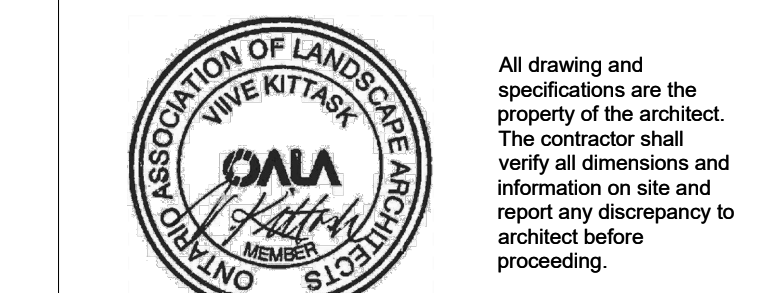 ONTARIO ASSOCIATION OF LANDSCAPE ARCHITECTS
VIIVE KITTASK
OALA
V. Kittask
MEMBER
All drawing and
specifications are the
property of the architect.
The contractor shall
verify all dimensions and
information on site and
report any discrepancy to
architect before
proceeding.